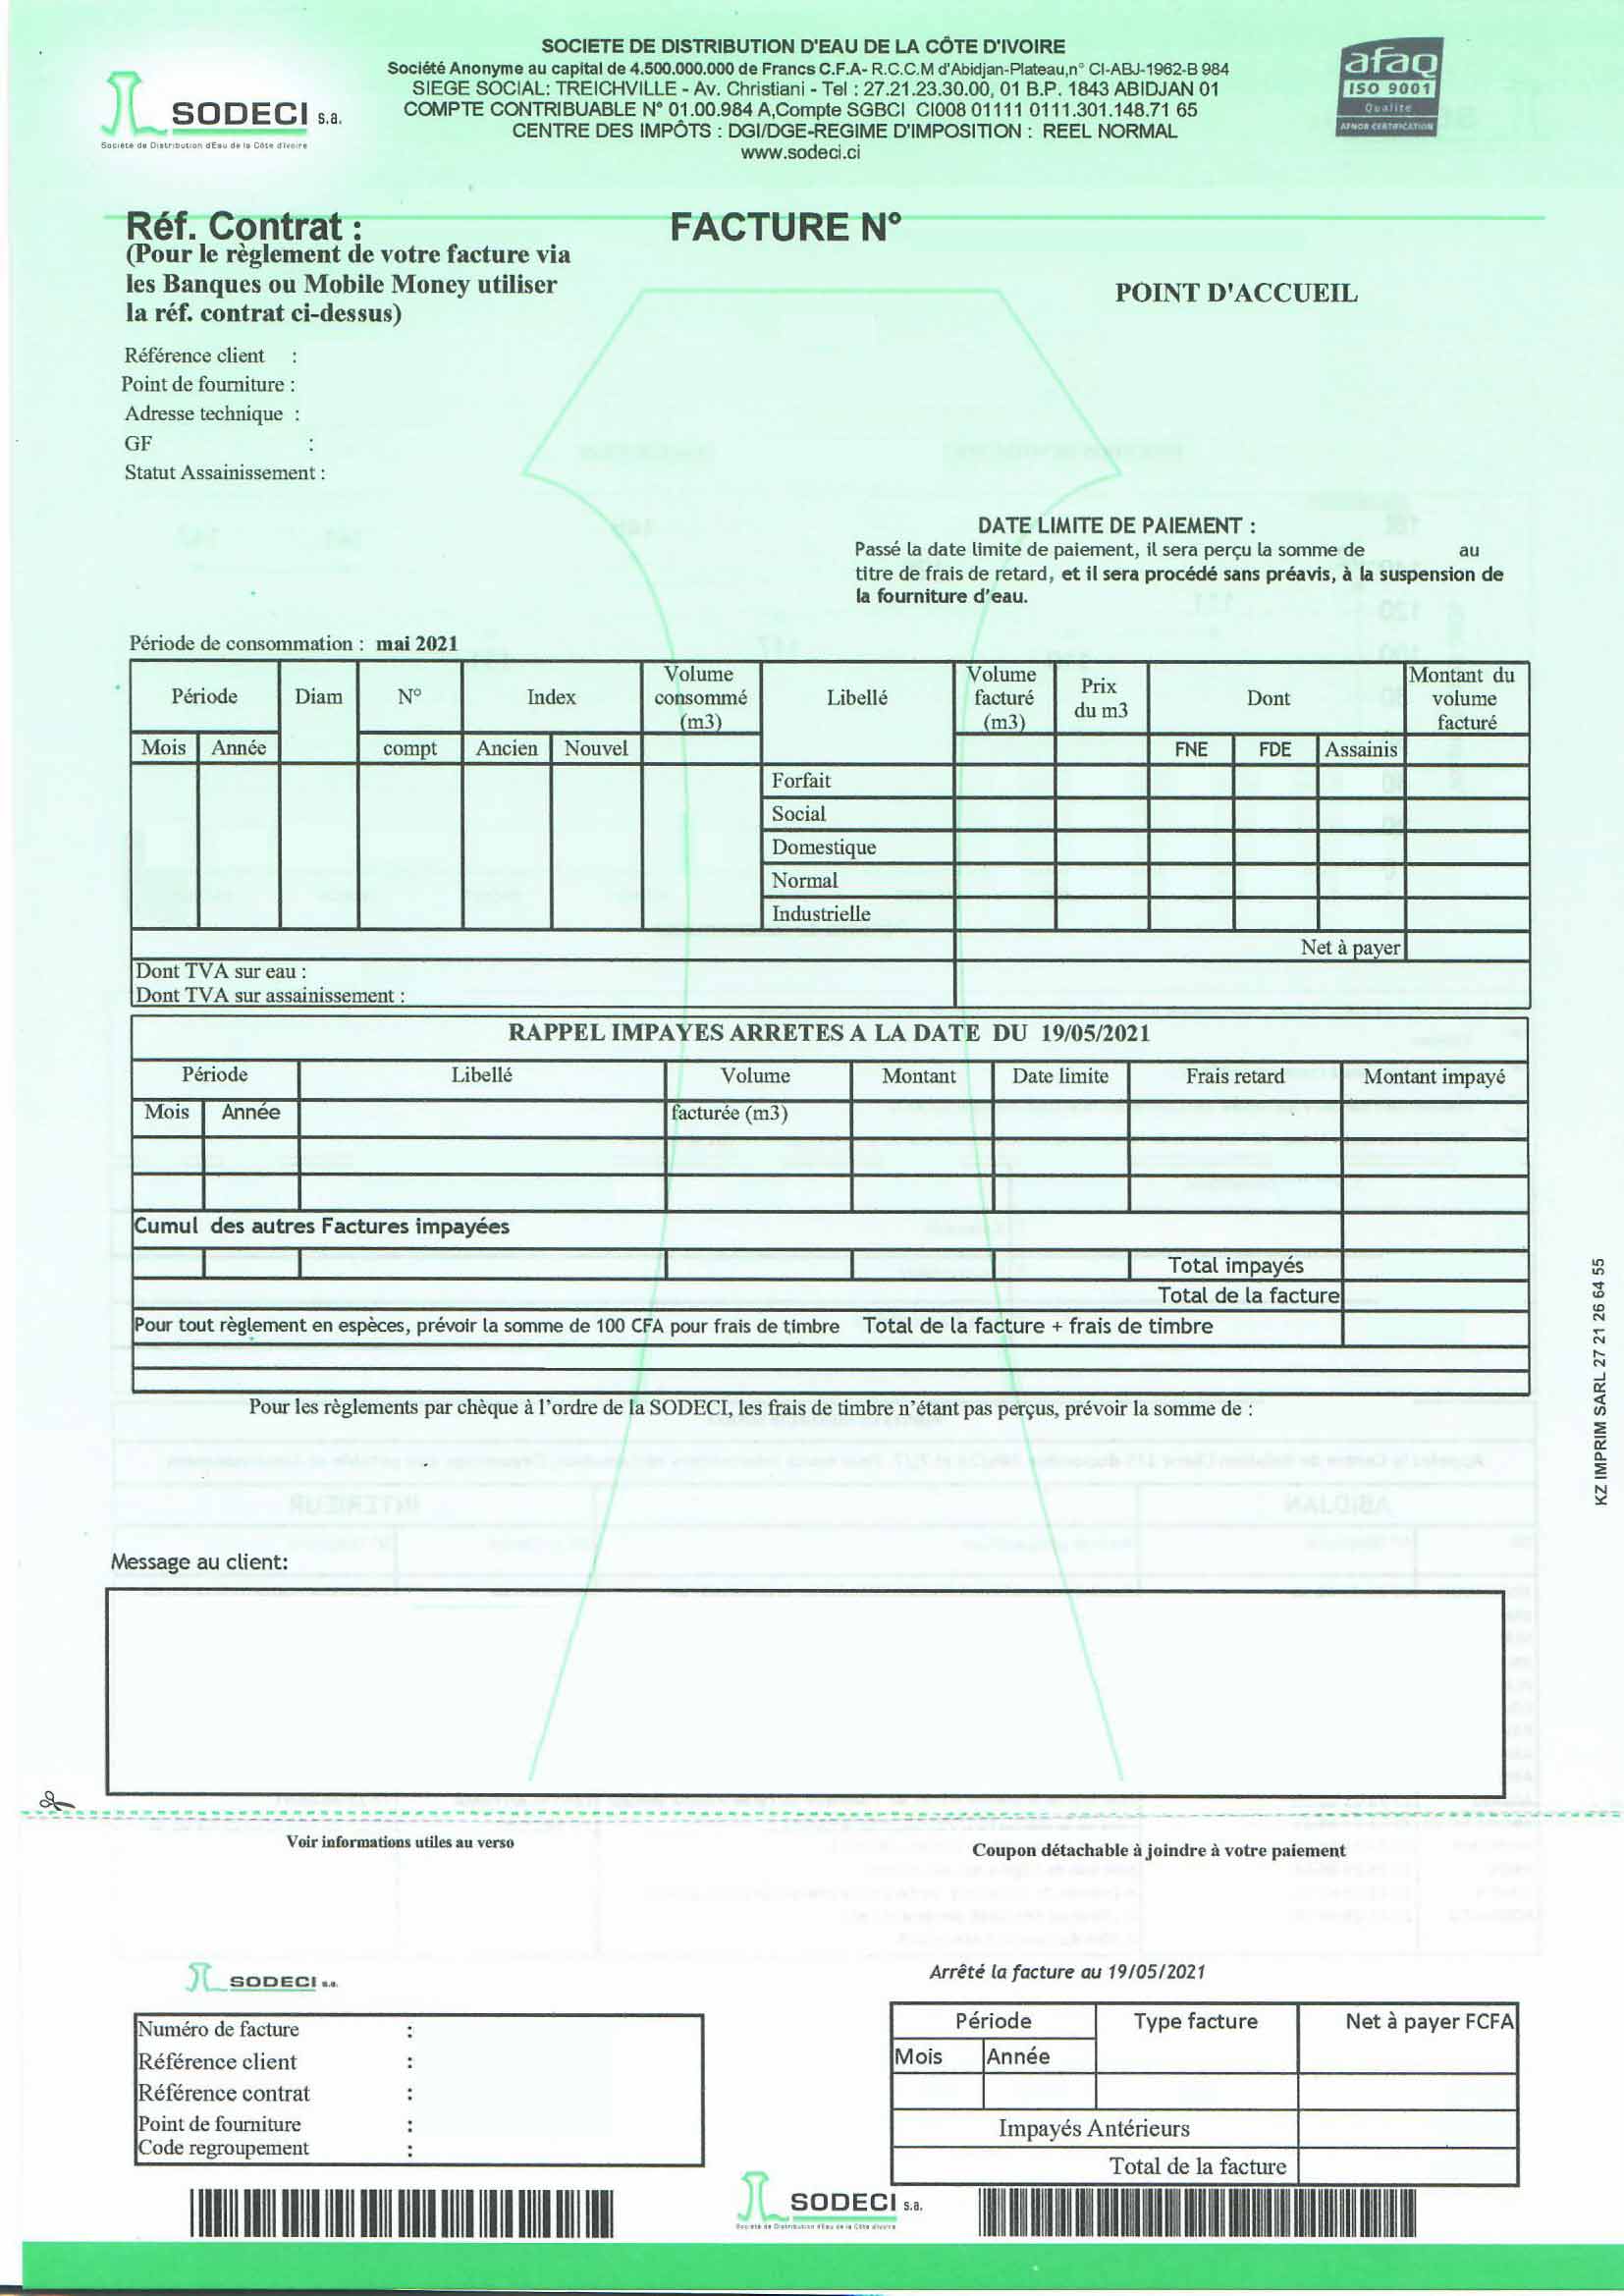 SOCIETE DE DISTRIBUTION D'EAU DE LA CÔTE D'IVOIRE
Société Anonyme au capital de 4.500.000.000 de Francs C.F.A- R.C.C.M d'Abidjan-Plateau,n° CI-ABJ-1962-B 984
SIEGE SOCIAL: TREICHVILLE - Av. Christiani - Tel : 27.21.23.30.00, 01 B.P. 1843 ABIDJAN 01
COMPTE CONTRIBUABLE N° 01.00.984 A,Compte SGBCI CI008 01111 0111.301.148.71 65
CENTRE DES IMPÔTS : DGI/DGE-REGIME D'IMPOSITION : REEL NORMAL
www.sodeci.ci
SODECI s.a.
Société de Distribution d'Eau de la Côte d'Ivoire
afaq
ISO 9001
Qualité
AFNOR CERTIFICATION
Réf. Contrat :
FACTURE N°
(Pour le règlement de votre facture via
les Banques ou Mobile Money utiliser
la réf. contrat ci-dessus)
POINT D'ACCUEIL
Référence client :
Point de fourniture :
Adresse technique :
GF :
Statut Assainissement :
DATE LIMITE DE PAIEMENT :
Passé la date limite de paiement, il sera perçu la somme de au
titre de frais de retard, et il sera procédé sans préavis, à la suspension de
la fourniture d'eau.
Période de consommation : mai 2021
Période Diam N° Index Volume consommé (m3) Libellé Volume facturé (m3) Prix du m3 Dont Montant du volume facturé
Mois Année compt Ancien Nouvel FNE FDE Assainis
Forfait
Social
Domestique
Normal
Industrielle
Net à payer
Dont TVA sur eau :
Dont TVA sur assainissement :
RAPPEL IMPAYES ARRETES A LA DATE DU 19/05/2021
Période Libellé Volume Montant Date limite Frais retard Montant impayé
Mois Année facturée (m3)
Cumul des autres Factures impayées
Total impayés
Total de la facture
Pour tout règlement en espèces, prévoir la somme de 100 CFA pour frais de timbre Total de la facture + frais de timbre
Pour les règlements par chèque à l'ordre de la SODECI, les frais de timbre n'étant pas perçus, prévoir la somme de :
KZ IMPRIM SARL 27 21 26 64 55
Message au client:
Voir informations utiles au verso
Coupon détachable à joindre à votre paiement
SODECI s.a.
Arrêté la facture au 19/05/2021
Numéro de facture :
Référence client :
Référence contrat :
Point de fourniture :
Code regroupement :
Période Type facture Net à payer FCFA
Mois Année
Impayés Antérieurs
Total de la facture
SODECI s.a.
Société de Distribution d'Eau de la Côte d'Ivoire